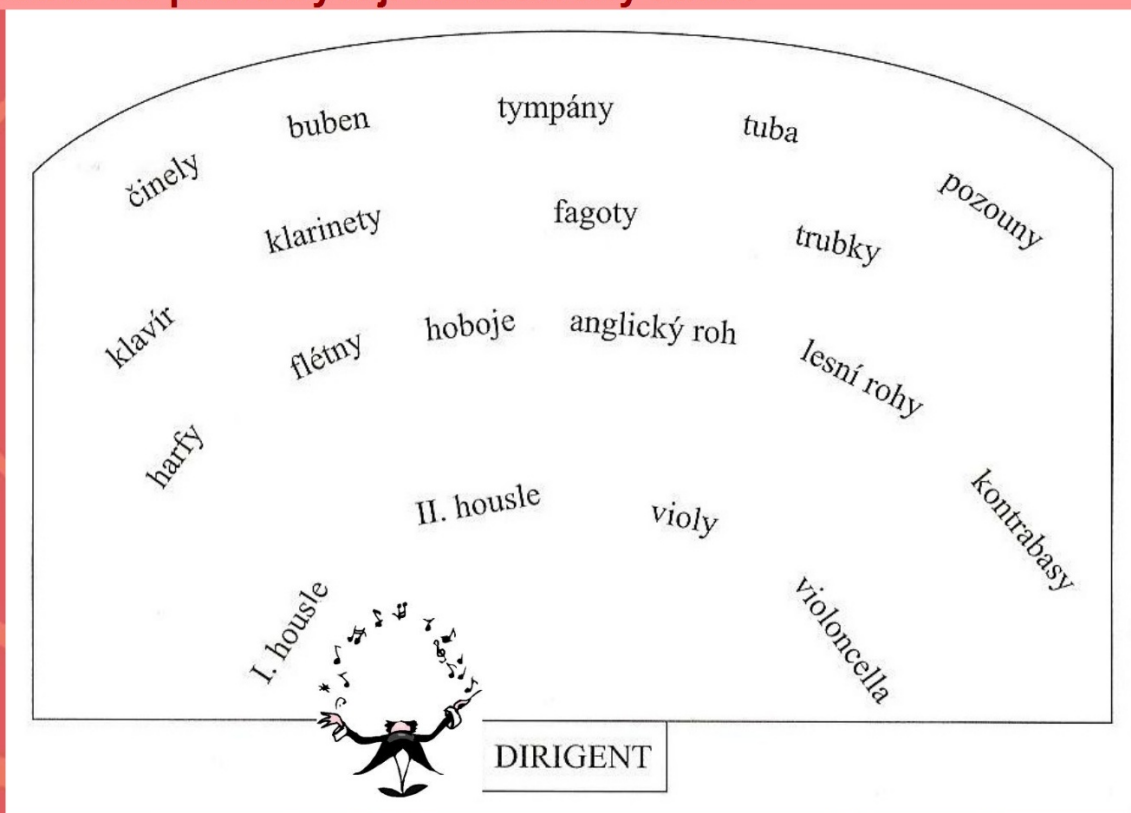 buben
tympány
tuba
činely
pozouny
klarinety
fagoty
trubky
klavír
flétny
hoboje
anglický roh
lesní rohy
harfy
II. housle
violy
kontrabasy
I. housle
violoncella
DIRIGENT